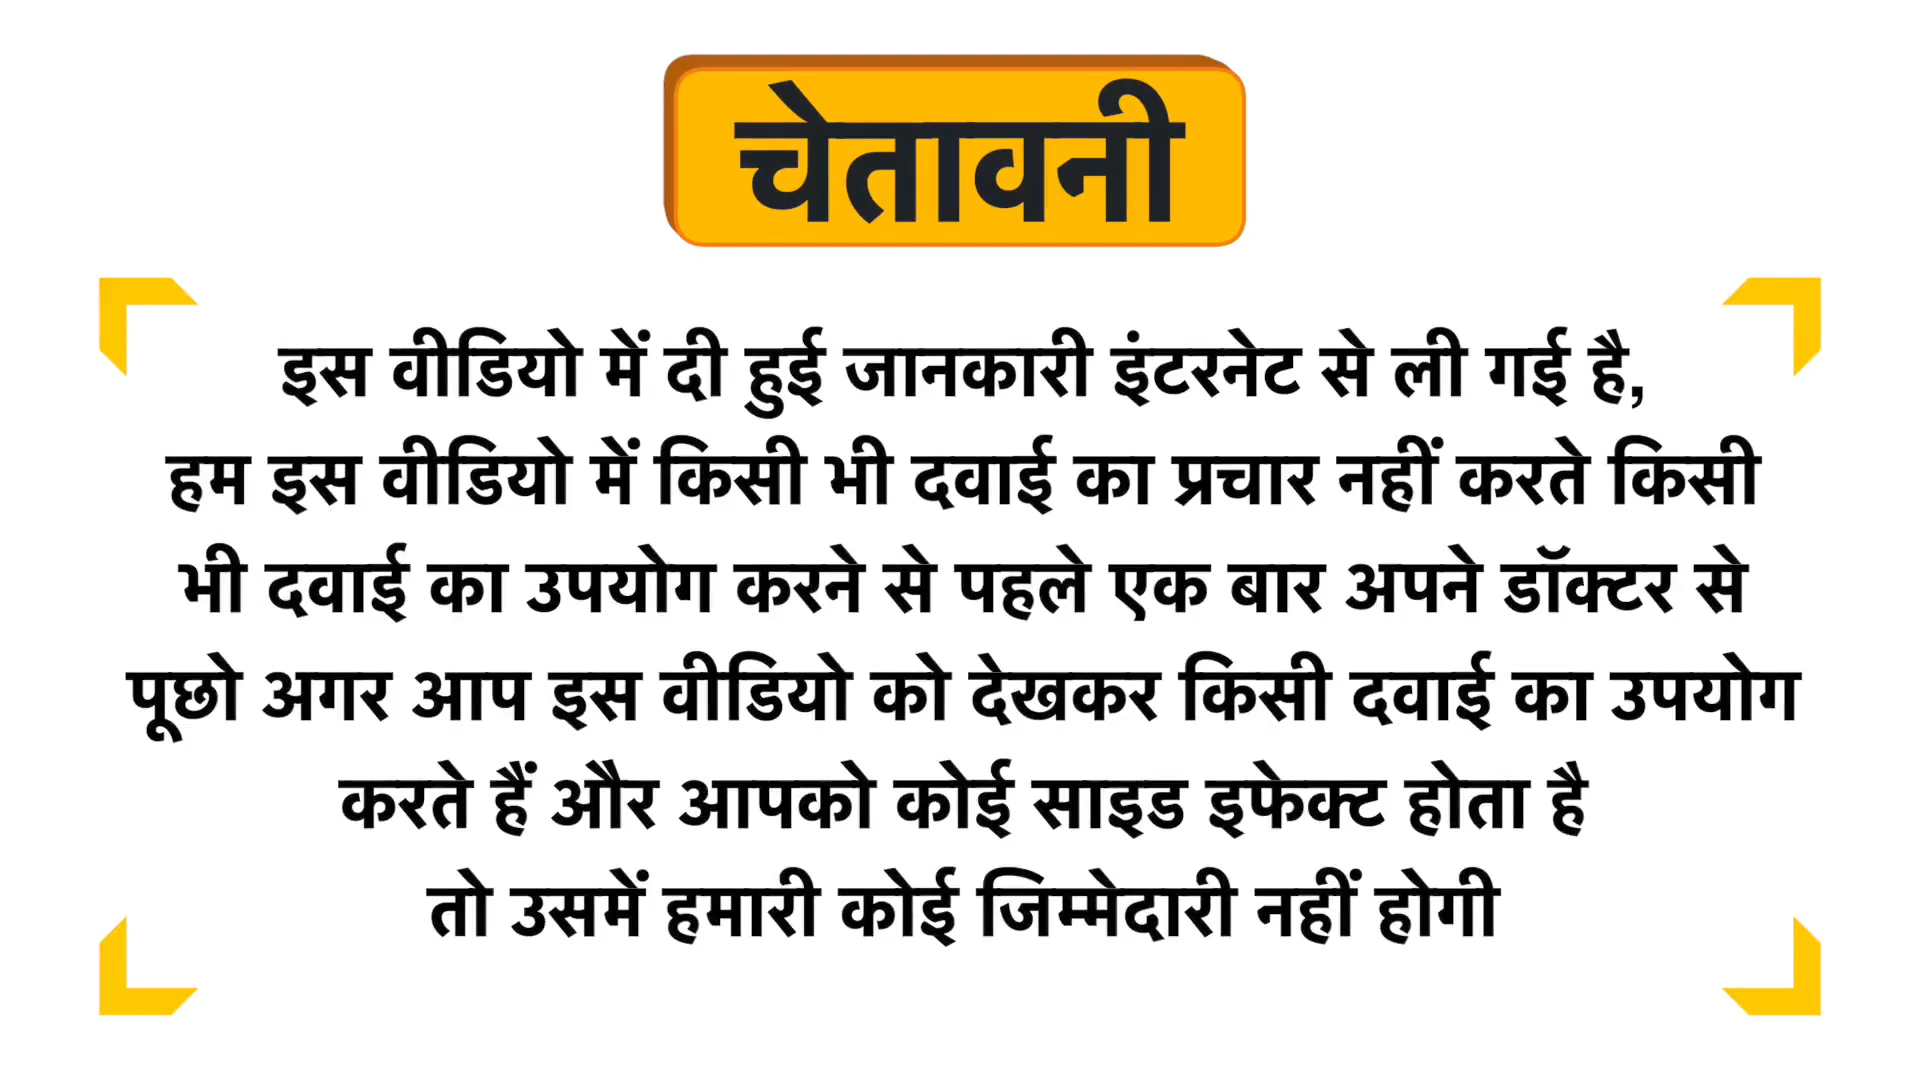 चेतावनी
इस वीडियो में दी हुई जानकारी इंटरनेट से ली गई है,
हम इस वीडियो में किसी भी दवाई का प्रचार नहीं करते किसी
भी दवाई का उपयोग करने से पहले एक बार अपने डॉक्टर से
पूछो अगर आप इस वीडियो को देखकर किसी दवाई का उपयोग
करते हैं और आपको कोई साइड इफेक्ट होता है
तो उसमें हमारी कोई जिम्मेदारी नहीं होगी